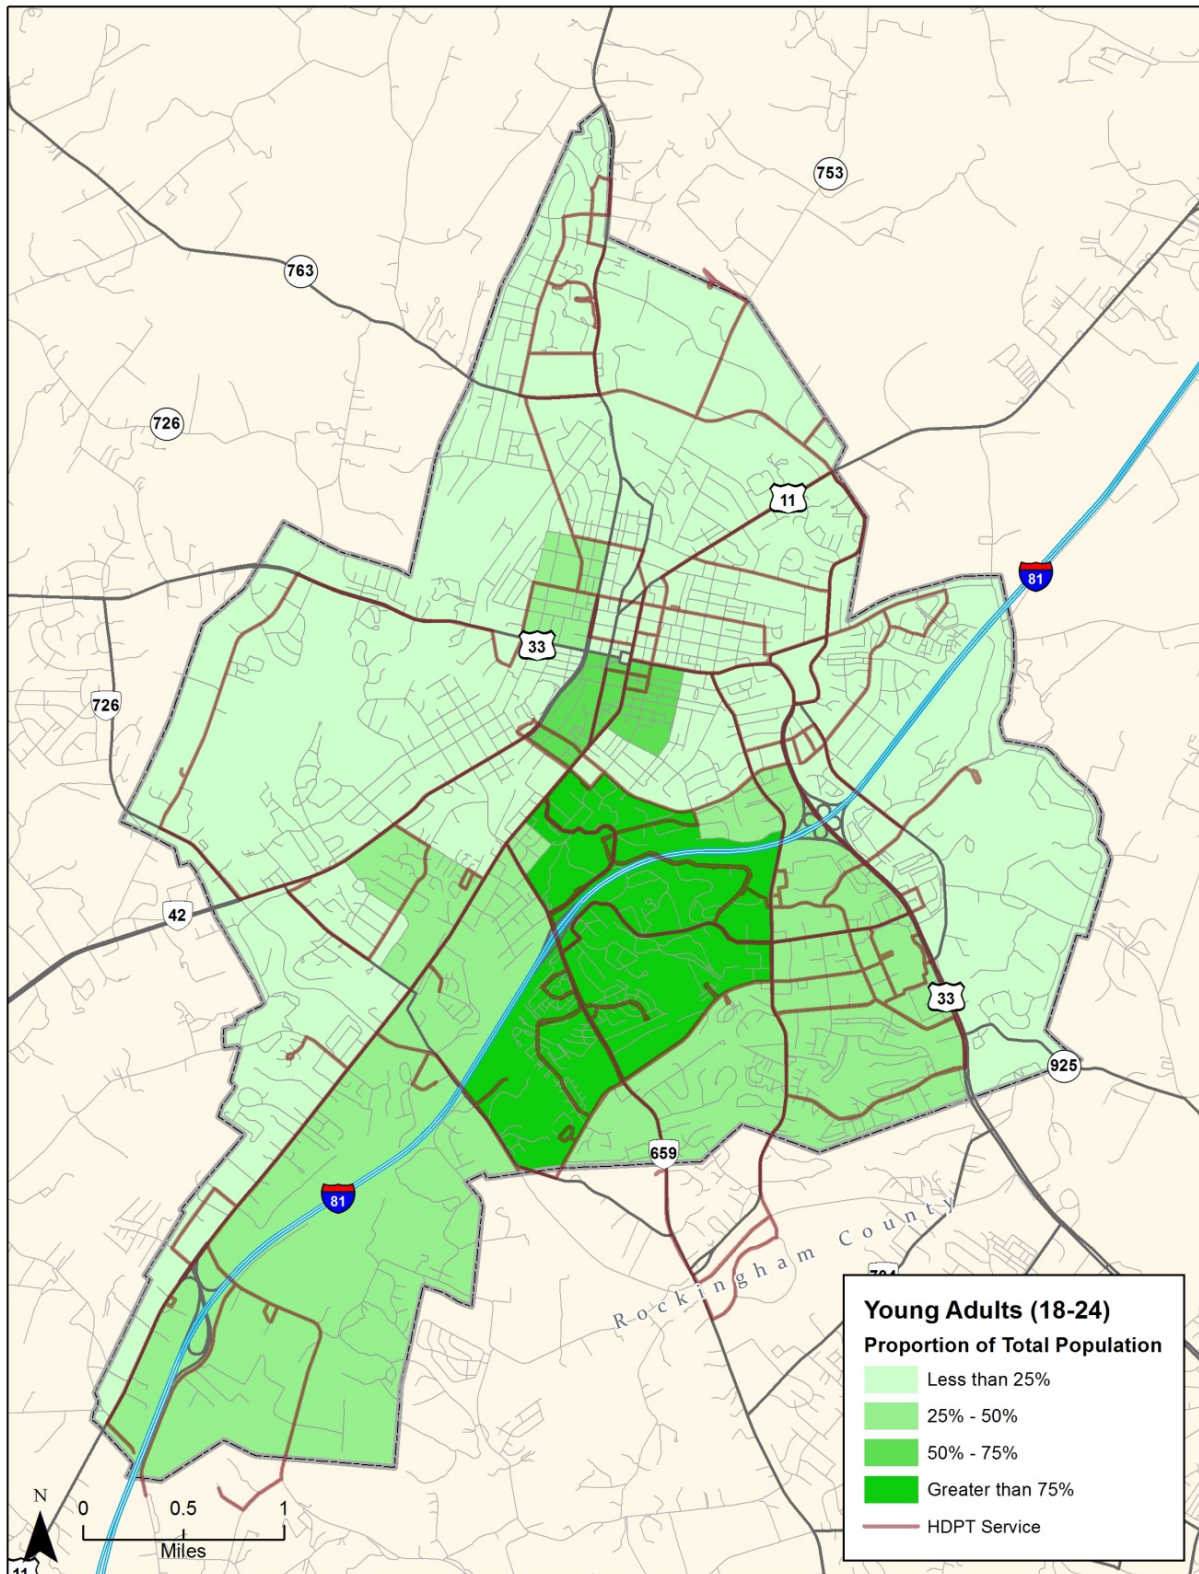 753
763
726
11
81
33
726
42
33
925
659
81
Rockingham County
Young Adults (18-24)
Proportion of Total Population
Less than 25%
25% - 50%
50% - 75%
Greater than 75%
HDPT Service
N
0 0.5 1
Miles
11